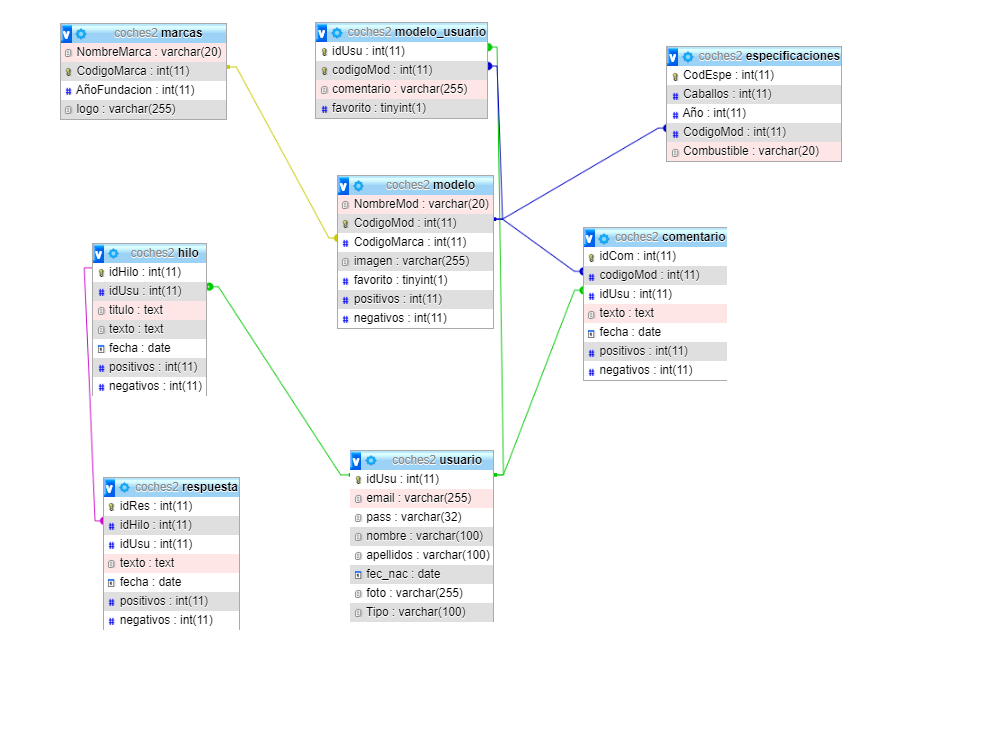 coches2 marcas
NombreMarca : varchar(20)
CodigoMarca : int(11)
AñoFundacion : int(11)
logo : varchar(255)
coches2 modelo_usuario
idUsu : int(11)
codigoMod : int(11)
comentario : varchar(255)
favorito : tinyint(1)
coches2 especificaciones
CodEspe : int(11)
Caballos : int(11)
Año : int(11)
CodigoMod : int(11)
Combustible : varchar(20)
coches2 modelo
NombreMod : varchar(20)
CodigoMod : int(11)
CodigoMarca : int(11)
imagen : varchar(255)
favorito : tinyint(1)
positivos : int(11)
negativos : int(11)
coches2 comentario
idCom : int(11)
codigoMod : int(11)
idUsu : int(11)
texto : text
fecha : date
positivos : int(11)
negativos : int(11)
coches2 hilo
idHilo : int(11)
idUsu : int(11)
titulo : text
texto : text
fecha : date
positivos : int(11)
negativos : int(11)
coches2 usuario
idUsu : int(11)
email : varchar(255)
pass : varchar(32)
nombre : varchar(100)
apellidos : varchar(100)
fec_nac : date
foto : varchar(255)
Tipo : varchar(100)
coches2 respuesta
idRes : int(11)
idHilo : int(11)
idUsu : int(11)
texto : text
fecha : date
positivos : int(11)
negativos : int(11)